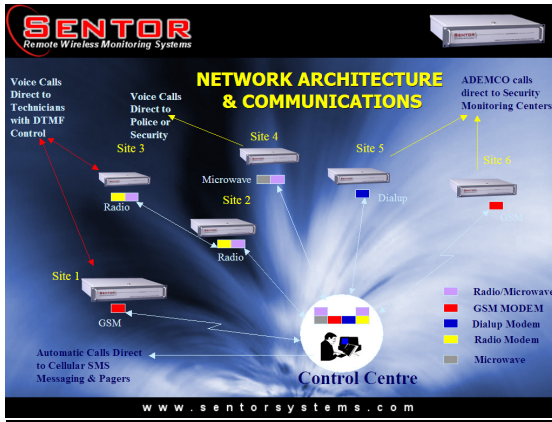 SENTOR
Remote Wireless Monitoring Systems
NETWORK ARCHITECTURE
& COMMUNICATIONS
Voice Calls
Direct to
Technicians
with DTMF
Control
Voice Calls
Direct to
Police or
Security
ADEMCO calls
direct to Security
Monitoring Centers
Site 3
Site 4
Site 5
Site 6
Microwave
Dialup
Radio
Site 2
GSM
Radio
Site 1
GSM
Radio/Microwave
GSM MODEM
Dialup Modem
Radio Modem
Microwave
Automatic Calls Direct
to Cellular SMS
Messaging & Pagers
Control Centre
www.sentorsystems.com